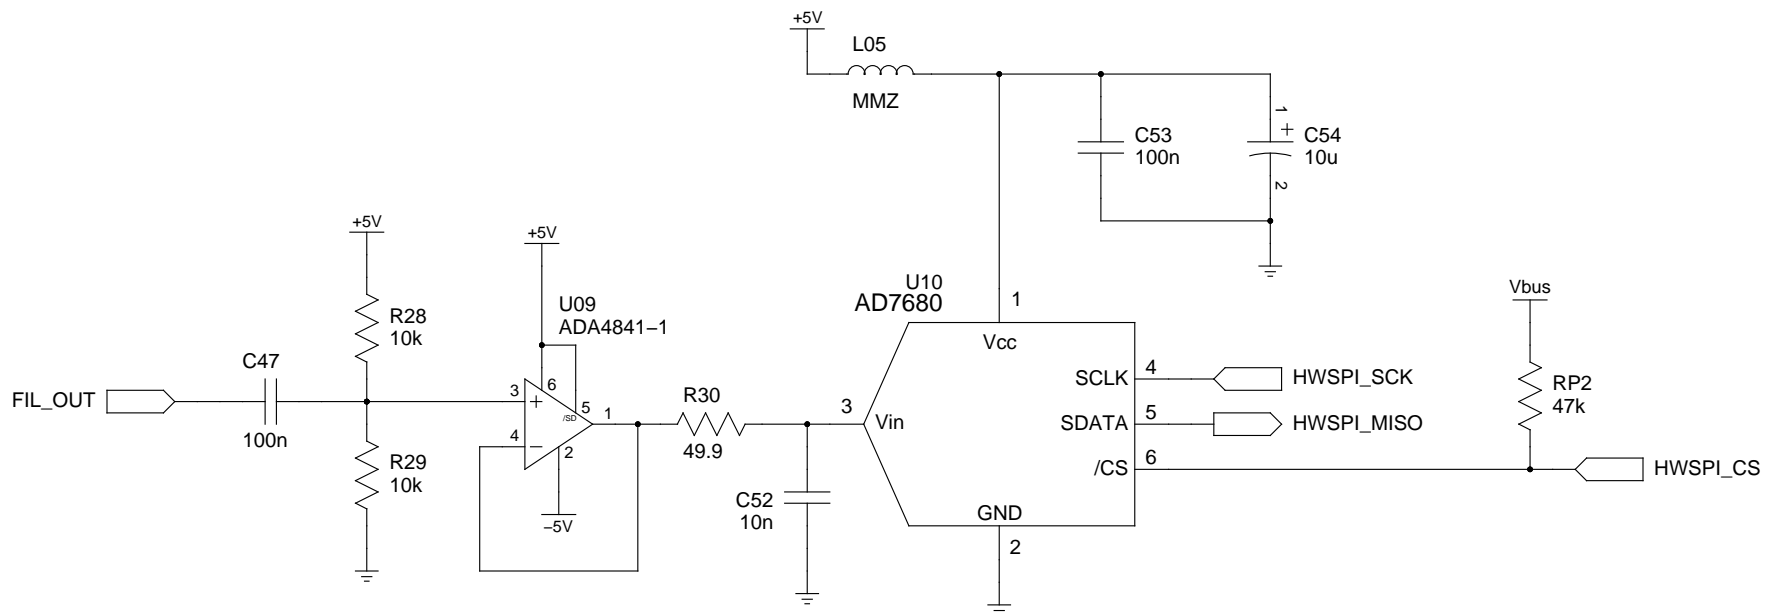 +5V
L05
MMZ
1
+
C53
100n
C54
10u
2
+5V
+5V
R28
10k
U09
ADA4841−1
U10
AD7680
1
Vcc
Vbus
C47
100n
FIL_OUT
3
+
6
5
/SD
1
4
−
2
−5V
R29
10k
R30
49.9
3
Vin
SCLK
4
HWSPI_SCK
SDATA
5
HWSPI_MISO
/CS
6
HWSPI_CS
RP2
47k
C52
10n
GND
2